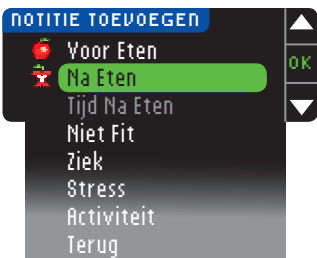 NOTITIE TOEVOEGEN
Voor Eten
OK
Na Eten
Tijd Na Eten
Niet Fit
Ziek
Stress
Activiteit
Terug